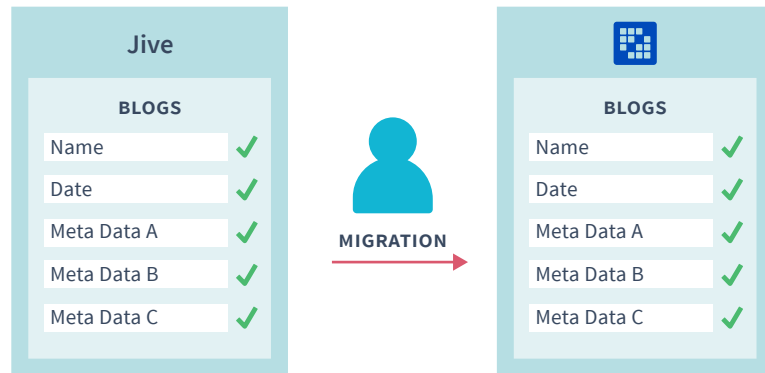 Jive
BLOGS
Name
Date
Meta Data A
Meta Data B
Meta Data C
MIGRATION
BLOGS
Name
Date
Meta Data A
Meta Data B
Meta Data C